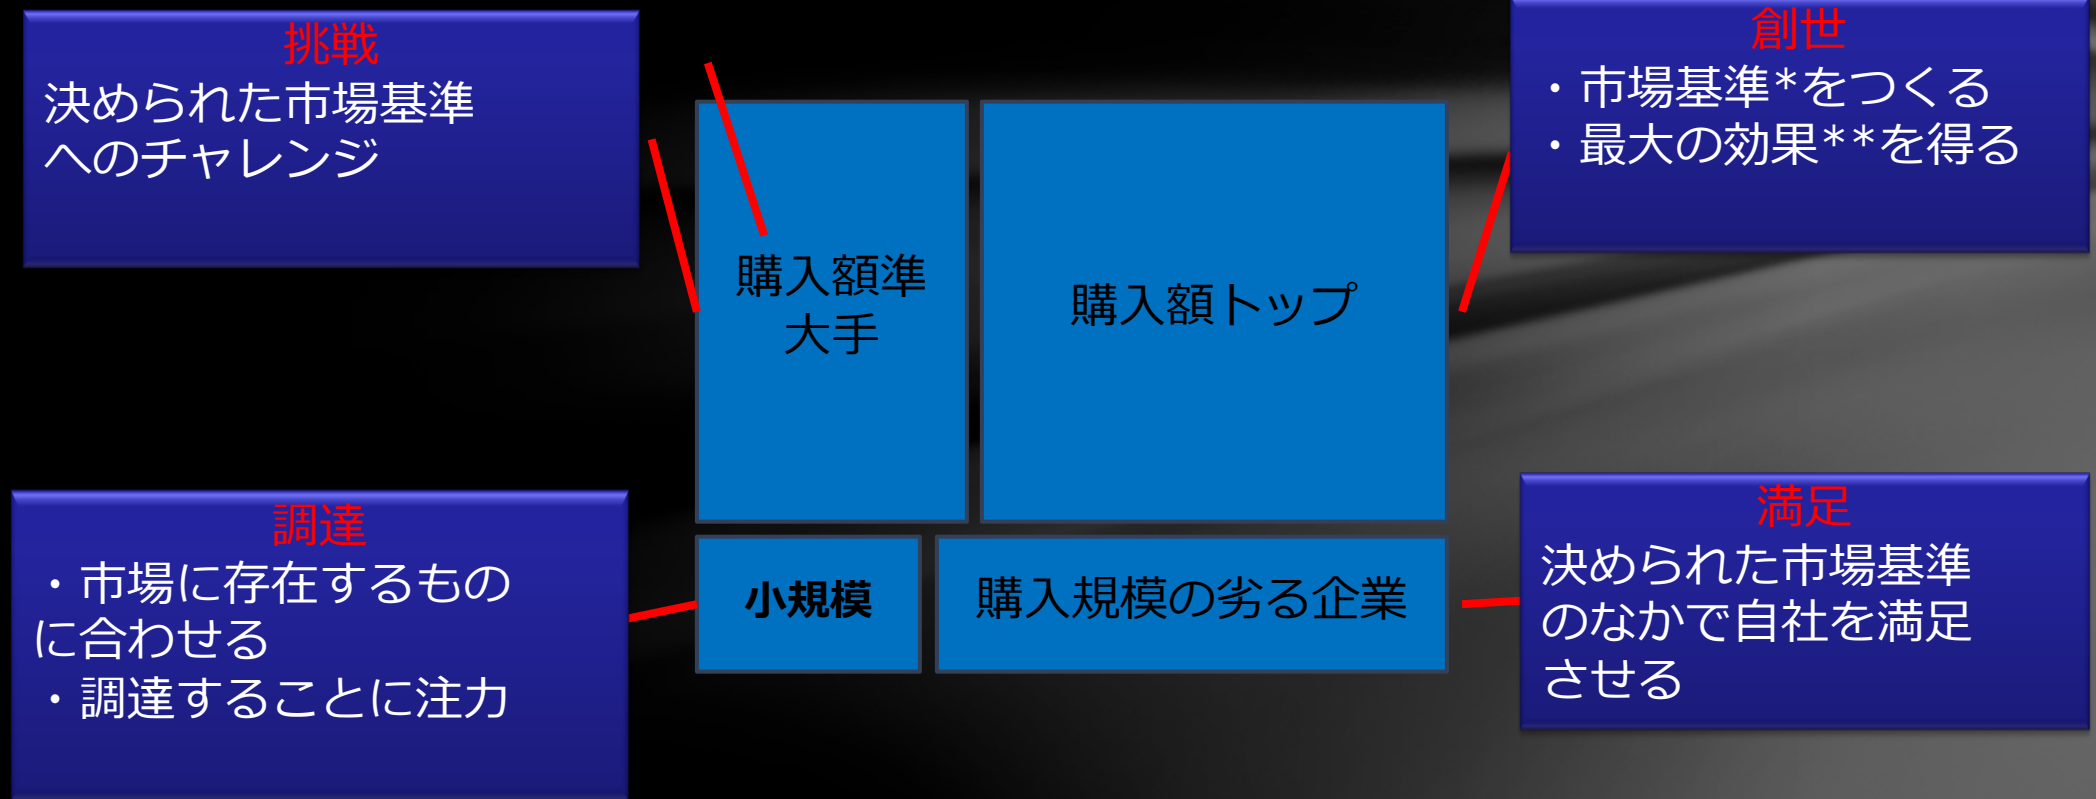 挑戦
決められた市場基準
へのチャレンジ
創世
・市場基準*をつくる
・最大の効果**を得る
購入額準
大手
購入額トップ
調達
・市場に存在するもの
に合わせる
・調達することに注力
小規模
購入規模の劣る企業
満足
決められた市場基準
のなかで自社を満足
させる